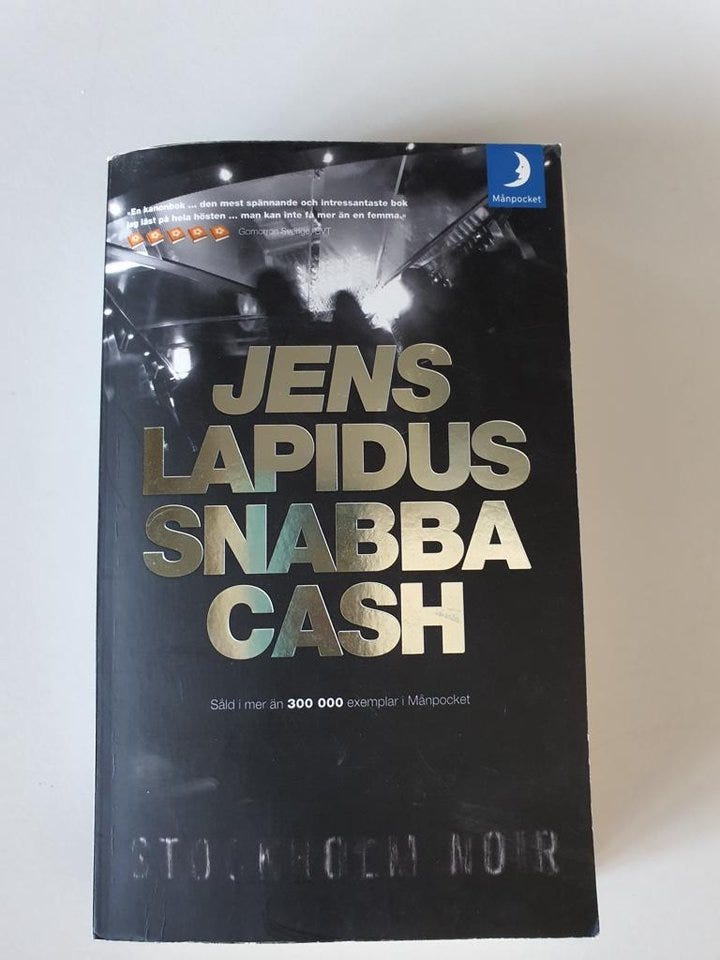 »En kanonbok ... den mest spännande och intressantaste bok
jag läst på hela hösten ... man kan inte få mer än en femma.«
Gomorron Sverige, SVT
Månpocket
JENS
LAPIDUS
SNABBA
CASH
Såld i mer än 300 000 exemplar i Månpocket
STOCKHOLM NOIR